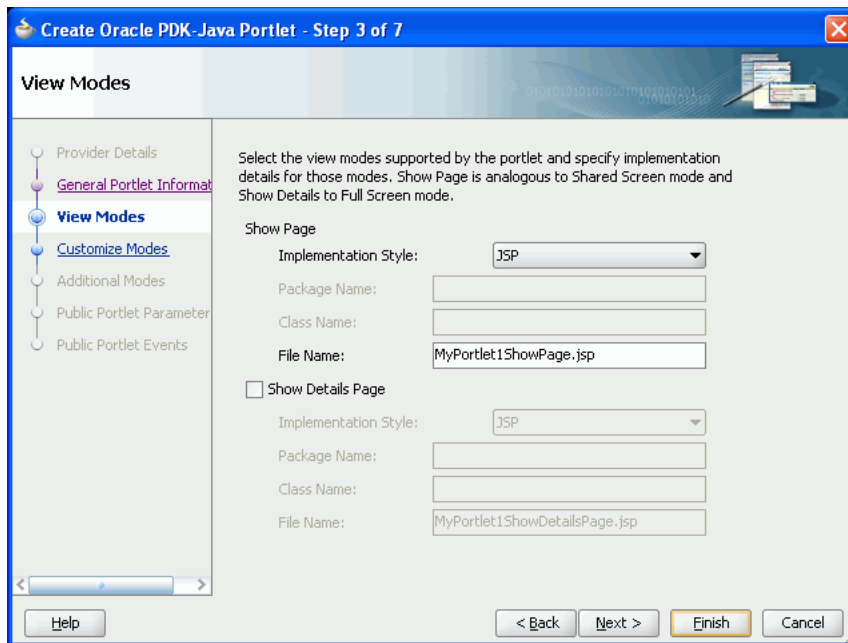 Create Oracle PDK-Java Portlet - Step 3 of 7
View Modes
Provider Details
General Portlet Informat
View Modes
Customize Modes
Additional Modes
Public Portlet Parameter
Public Portlet Events
Select the view modes supported by the portlet and specify implementation
details for those modes. Show Page is analogous to Shared Screen mode and
Show Details to Full Screen mode.
Show Page
Implementation Style: JSP
Package Name:
Class Name:
File Name: MyPortlet1ShowPage.jsp
Show Details Page
Implementation Style: JSP
Package Name:
Class Name:
File Name: MyPortlet1ShowDetailsPage.jsp
Help
< Back
Next >
Finish
Cancel